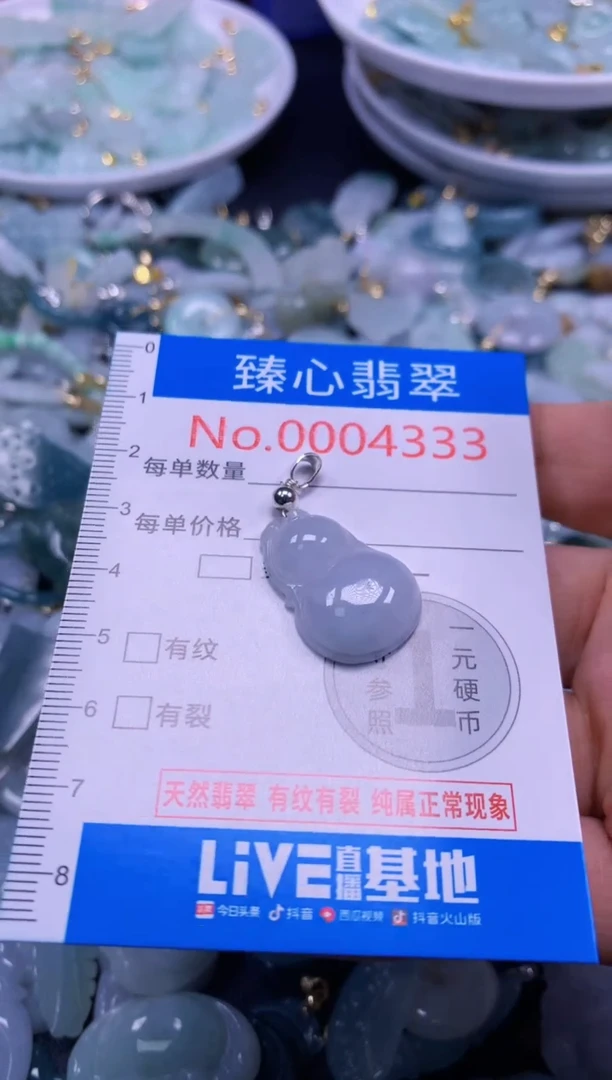 0
臻心翡翠
1
No.0004333
2
每单数量
3
每单价格
4
5
有纹
一元硬币
参照
1
6
有裂
7
天然翡翠 有纹有裂 纯属正常现象
8
LiVE直播基地
头条 今日头条 抖音 西瓜视频 抖音火山版